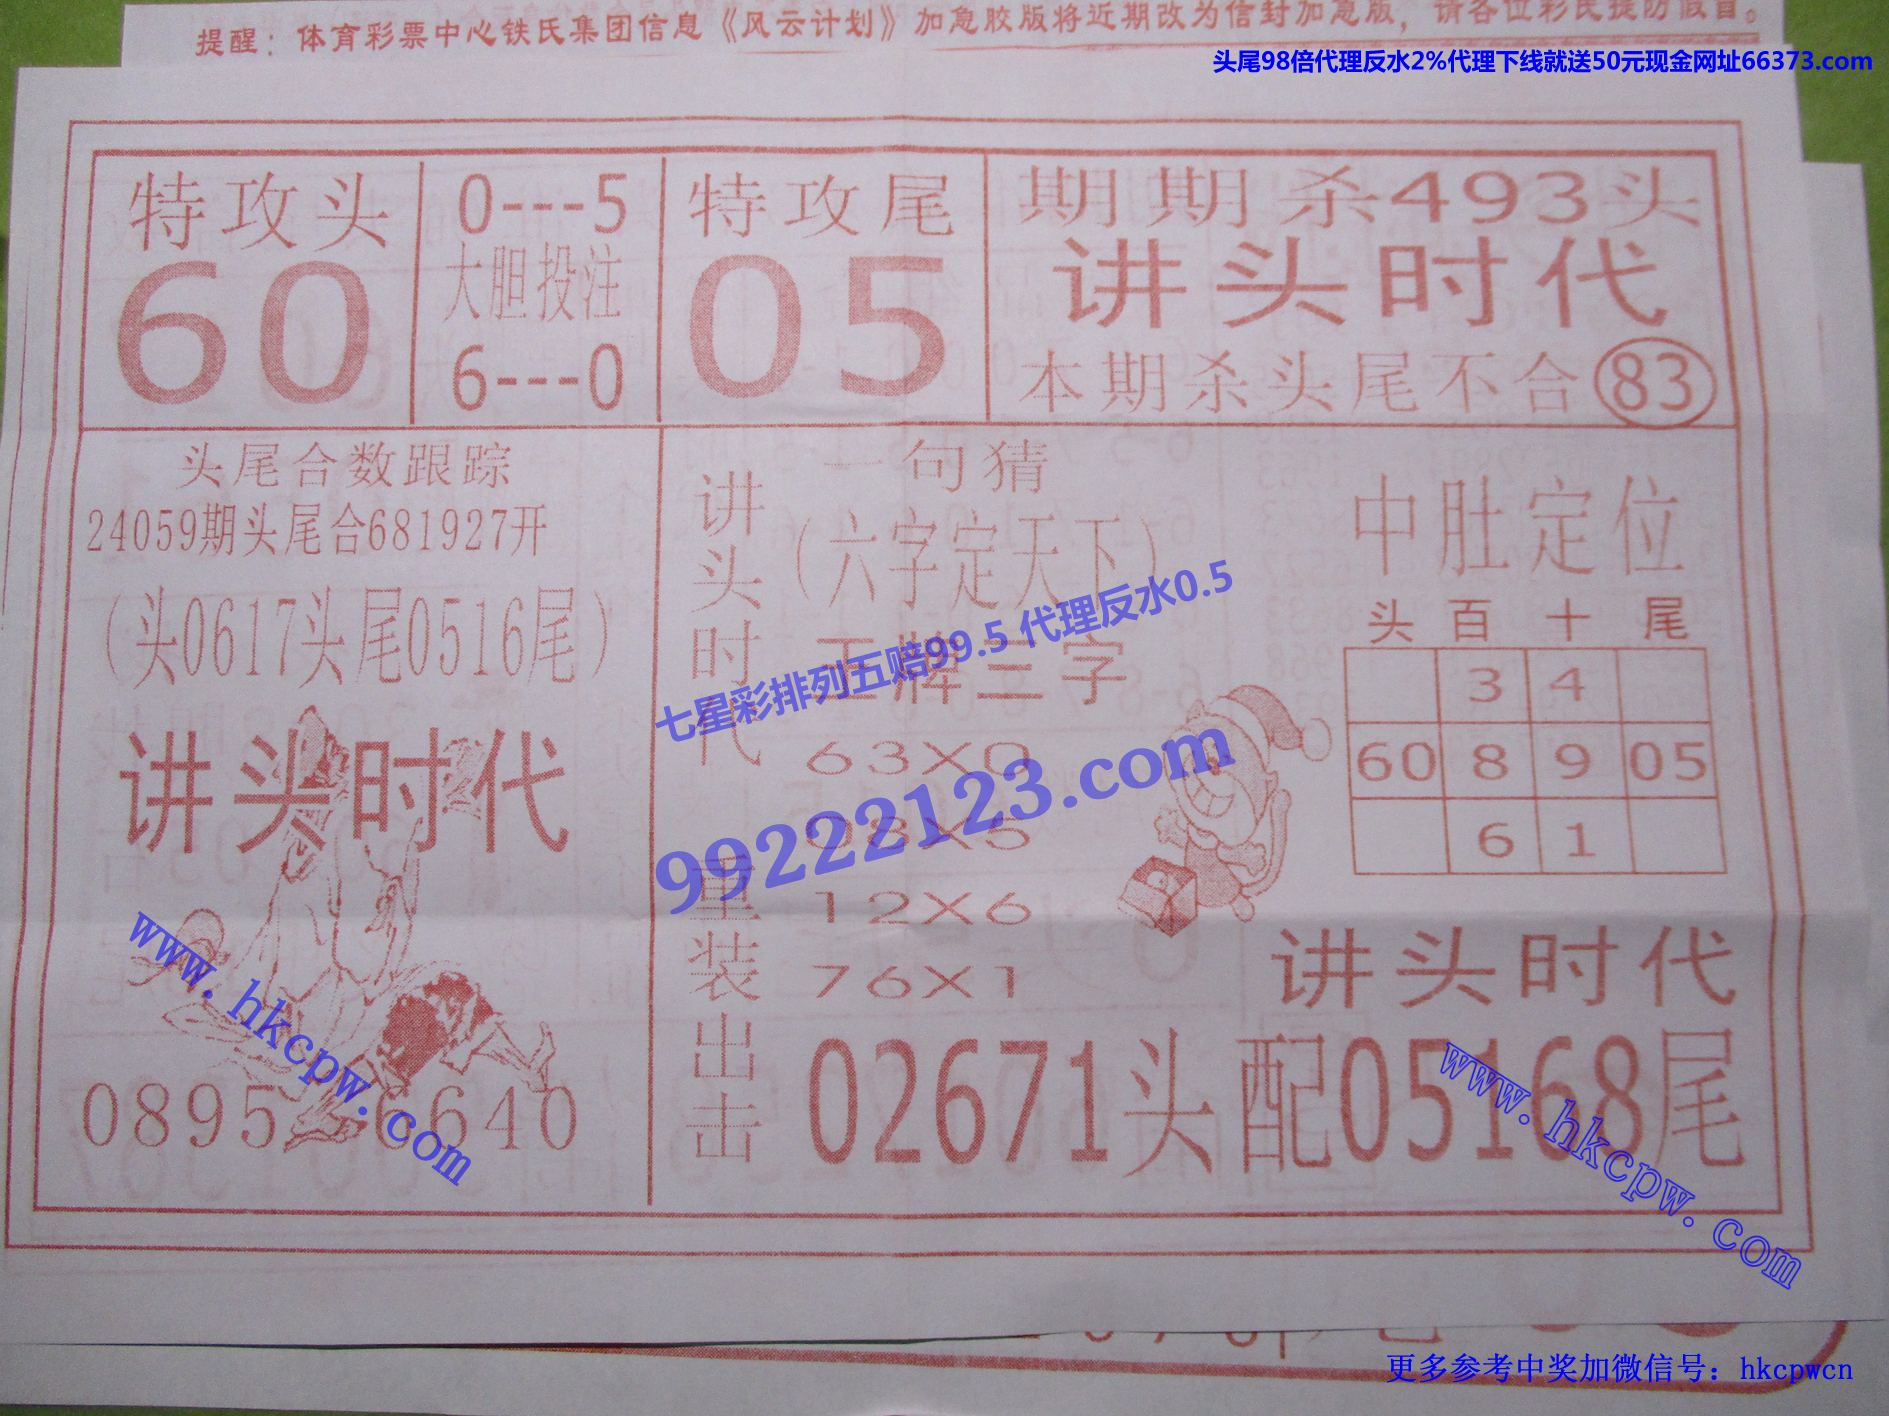 提醒：体育彩票中心铁氏集团信息《风云计划》加急胶版将近期改为信封加急版，请各位彩民提防假冒。
头尾98倍代理反水2%代理下线就送50元现金网址66373.com
特攻头
60
0---5
大胆投注
6---0
特攻尾
05
期期杀493头
讲头时代
本期杀头尾不合83
头尾合数跟踪
24059期头尾合681927开
（头0617头尾0516尾）
讲头时代
0895 6640
讲头时代
重装出击
一句猜
（六字定天下）
王牌三字
63X0
08X5
12X6
76X1
七星彩排列五赔99.5 代理反水0.5
99222123.com
中肚定位
头 百 十 尾
3 4
60 8 9 05
6 1
讲头时代
02671头配05168尾
www.hkcpw.com
www.hkcpw.com
更多参考中奖加微信号：hkcpwcn